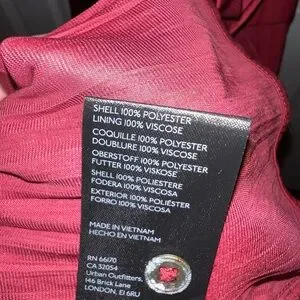 SHELL 100% POLYESTER
LINING 100% VISCOSE
COQUILLE 100% POLYESTER
DOUBLURE 100% VISCOSE
OBERSTOFF 100% POLYESTER
FUTTER 100% VISKOSE
SHELL 100% POLIESTERE
FODERA 100% VISCOSA
EXTERIOR 100% POLIÉSTER
FORRO 100% VISCOSA
MADE IN VIETNAM
HECHO EN VIETNAM
RN 66170
CA 32054
Urban Outfitters,
146 Brick Lane
LONDON, E1 6RU